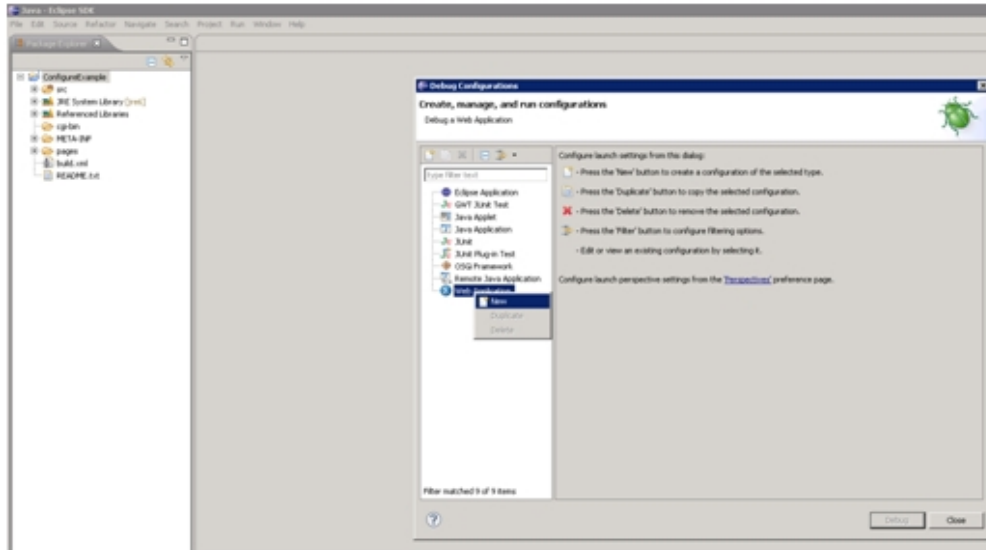 Java - Eclipse SDK
File Edit Source Refactor Navigate Search Project Run Window Help
Package Explorer
ConfigureExample
src
JRE System Library [jre6]
Referenced Libraries
cgi-bin
META-INF
pages
build.xml
README.txt
Debug Configurations
Create, manage, and run configurations
Debug a Web Application
type filter text
Eclipse Application
GWT JUnit Test
Java Applet
Java Application
JUnit
JUnit Plug-in Test
OSGi Framework
Remote Java Application
Web Application
New
Duplicate
Delete
Filter matched 9 of 9 items
Configure launch settings from this dialog:
- Press the 'New' button to create a configuration of the selected type.
- Press the 'Duplicate' button to copy the selected configuration.
- Press the 'Delete' button to remove the selected configuration.
- Press the 'Filter' button to configure filtering options.
- Edit or view an existing configuration by selecting it.
Configure launch perspective settings from the 'Perspectives' preference page.
Debug
Close